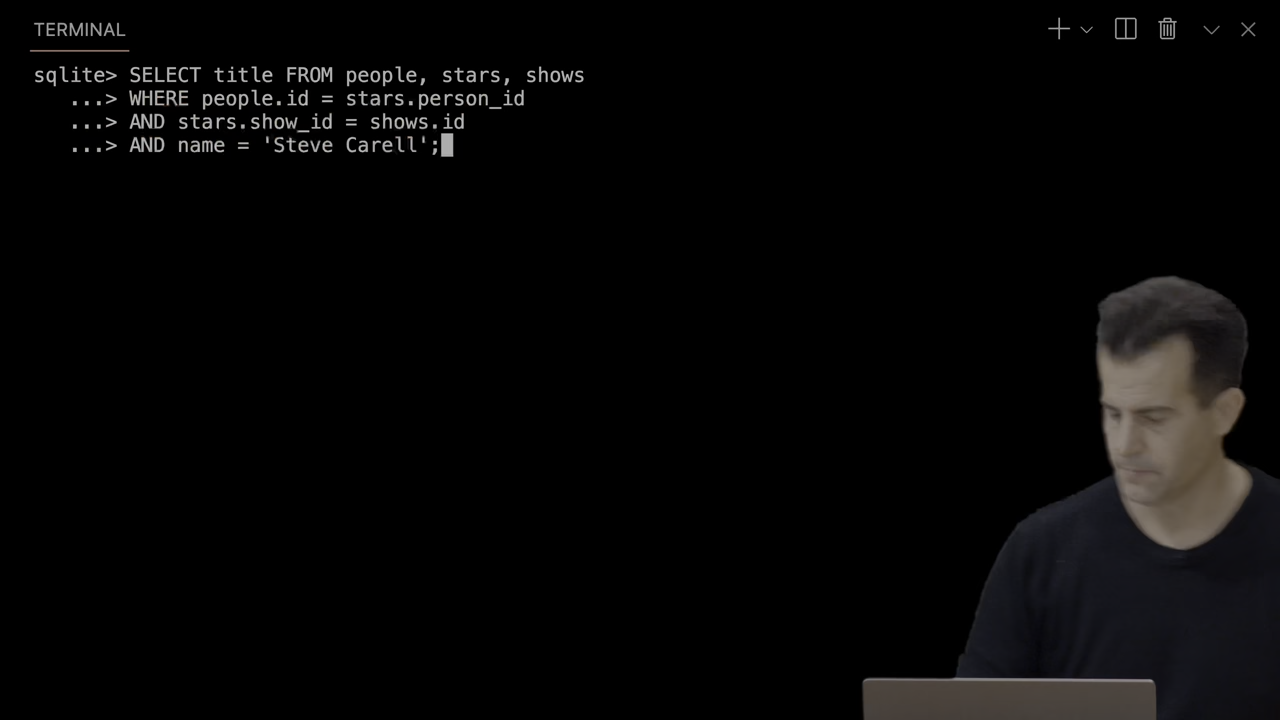 TERMINAL
sqlite> SELECT title FROM people, stars, shows
...> WHERE people.id = stars.person_id
...> AND stars.show_id = shows.id
...> AND name = 'Steve Carell';